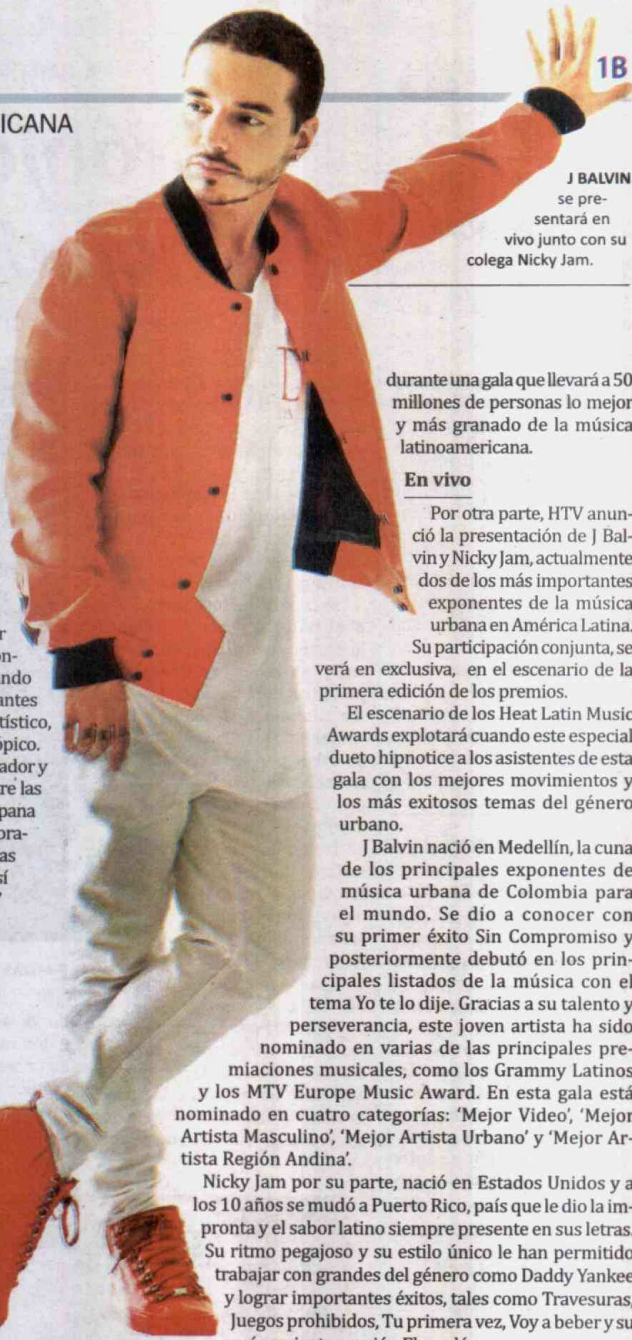 1B
ICANA
J BALVIN
se pre-
sentará en
vivo junto con su
colega Nicky Jam.
r
on-
ndo
antes
tístico,
ópico.
ador y
re las
pana
ora-
as
sí
durante una gala que llevará a 50
millones de personas lo mejor
y más granado de la música
latinoamericana.
En vivo
Por otra parte, HTV anun-
ció la presentación de J Bal-
vin y Nicky Jam, actualmente
dos de los más importantes
exponentes de la música
urbana en América Latina.
Su participación conjunta, se
verá en exclusiva, en el escenario de la
primera edición de los premios.
El escenario de los Heat Latin Music
Awards explotará cuando este especial
dueto hipnotice a los asistentes de esta
gala con los mejores movimientos y
los más exitosos temas del género
urbano.
J Balvin nació en Medellín, la cuna
de los principales exponentes de
música urbana de Colombia para
el mundo. Se dio a conocer con
su primer éxito Sin Compromiso y
posteriormente debutó en los prin-
cipales listados de la música con el
tema Yo te lo dije. Gracias a su talento y
perseverancia, este joven artista ha sido
nominado en varias de las principales pre-
miaciones musicales, como los Grammy Latinos
y los MTV Europe Music Award. En esta gala está
nominado en cuatro categorías: ‘Mejor Video’, ‘Mejor
Artista Masculino’, ‘Mejor Artista Urbano’ y ‘Mejor Ar-
tista Región Andina’.
Nicky Jam por su parte, nació en Estados Unidos y a
los 10 años se mudó a Puerto Rico, país que le dio la im-
pronta y el sabor latino siempre presente en sus letras.
Su ritmo pegajoso y su estilo único le han permitido
trabajar con grandes del género como Daddy Yankee
y lograr importantes éxitos, tales como Travesuras,
Juegos prohibidos, Tu primera vez, Voy a beber y su